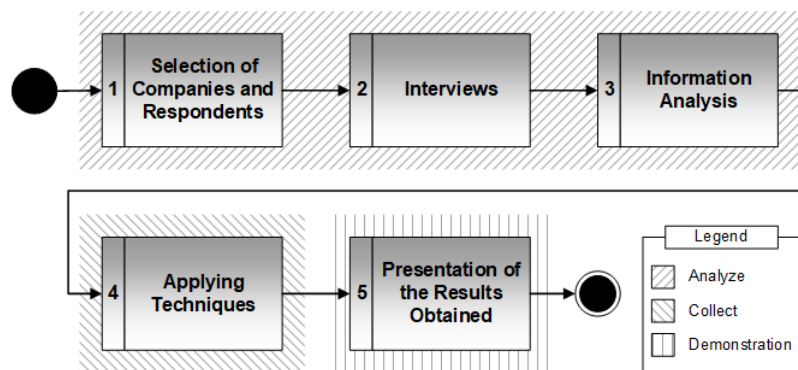 1
Selection of
Companies and
Respondents
2
Interviews
3
Information
Analysis
4
Applying
Techniques
5
Presentation of
the Results
Obtained
Legend
Analyze
Collect
Demonstration